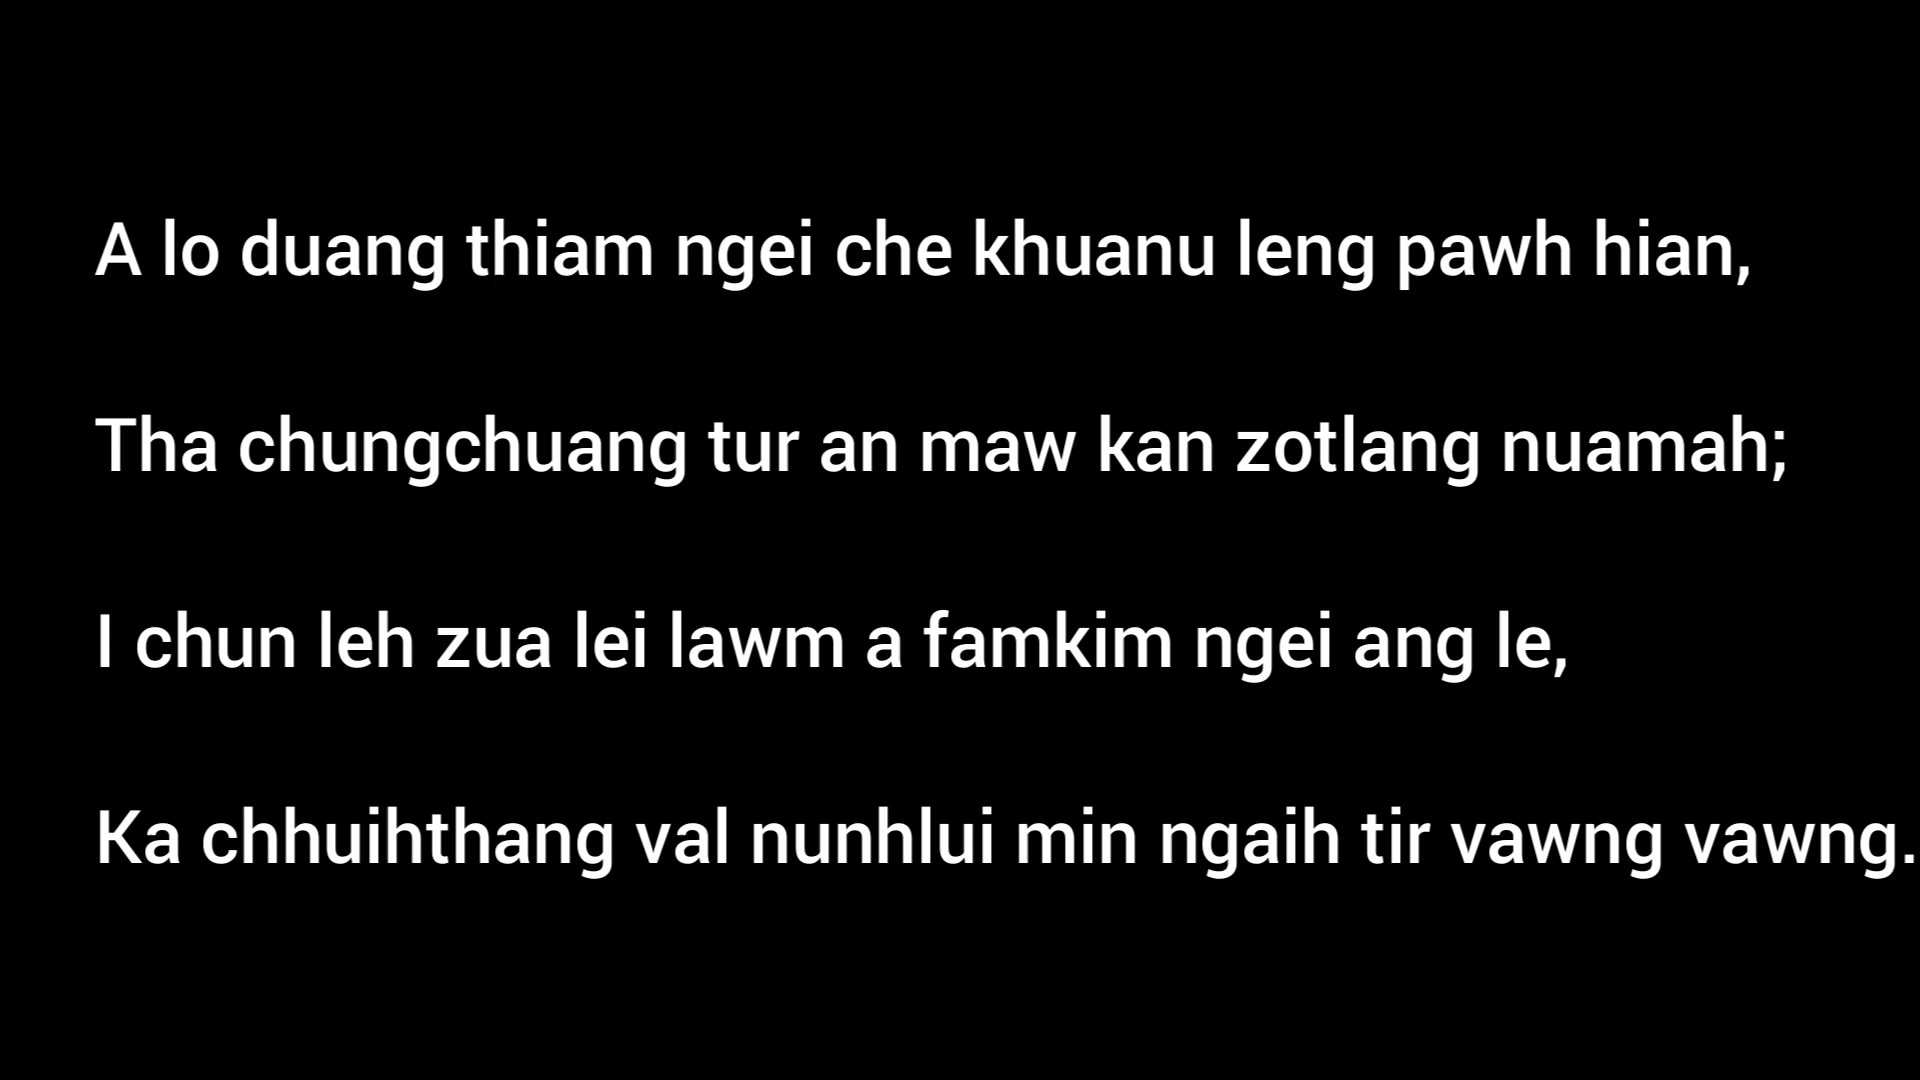 A lo duang thiam ngei che khuanu leng pawh hian,
Tha chungchuang tur an maw kan zotlang nuamah;
I chun leh zua lei lawm a famkim ngei ang le,
Ka chhuihthang val nunhlui min ngaih tir vawng vawng.